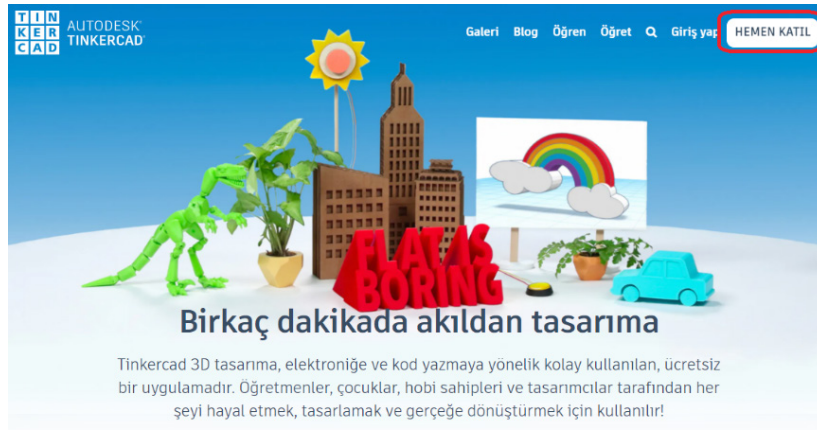 TIN
KER
CAD
AUTODESK®
TINKERCAD®
Galeri Blog Öğren Öğret Giriş yap HEMEN KATIL
FLAT IS
BORING
Birkaç dakikada akıldan tasarıma
Tinkercad 3D tasarıma, elektroniğe ve kod yazmaya yönelik kolay kullanılan, ücretsiz
bir uygulamadır. Öğretmenler, çocuklar, hobi sahipleri ve tasarımcılar tarafından her
şeyi hayal etmek, tasarlamak ve gerçeğe dönüştürmek için kullanılır!